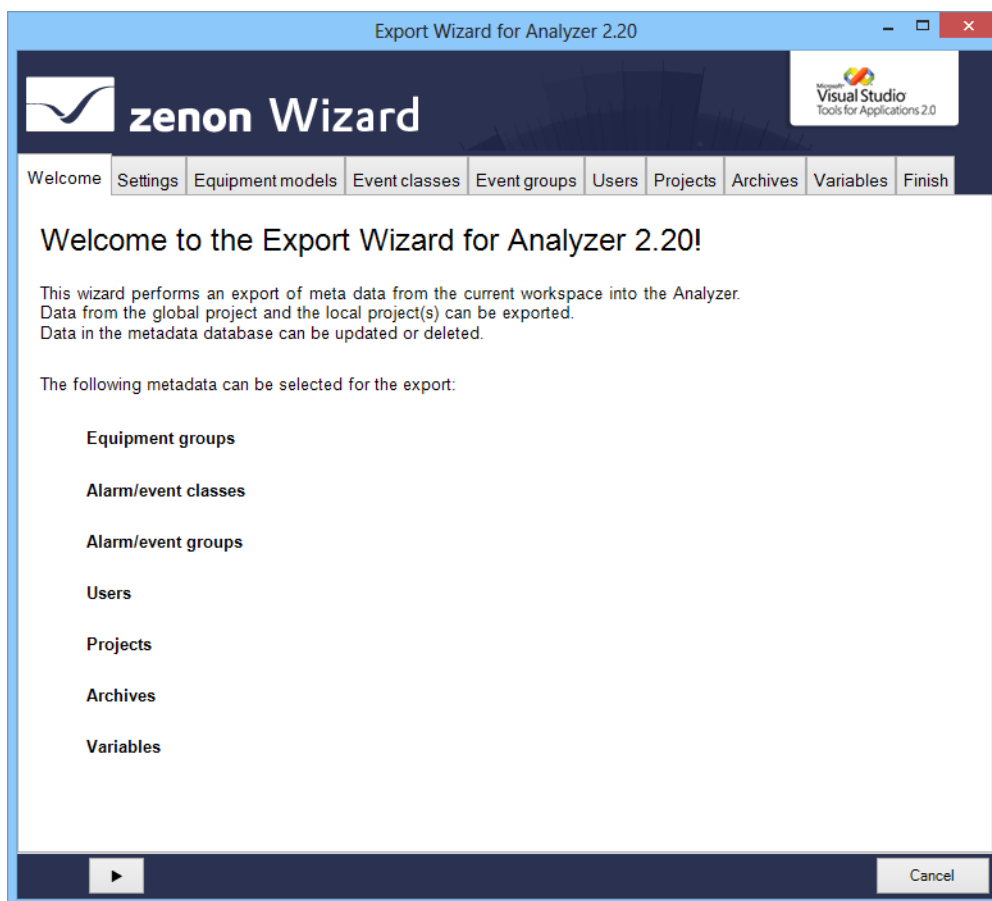 Export Wizard for Analyzer 2.20
zenon Wizard
Microsoft
Visual Studio
Tools for Applications 2.0
Welcome Settings Equipment models Event classes Event groups Users Projects Archives Variables Finish
Welcome to the Export Wizard for Analyzer 2.20!
This wizard performs an export of meta data from the current workspace into the Analyzer.
Data from the global project and the local project(s) can be exported.
Data in the metadata database can be updated or deleted.
The following metadata can be selected for the export:
Equipment groups
Alarm/event classes
Alarm/event groups
Users
Projects
Archives
Variables
Cancel